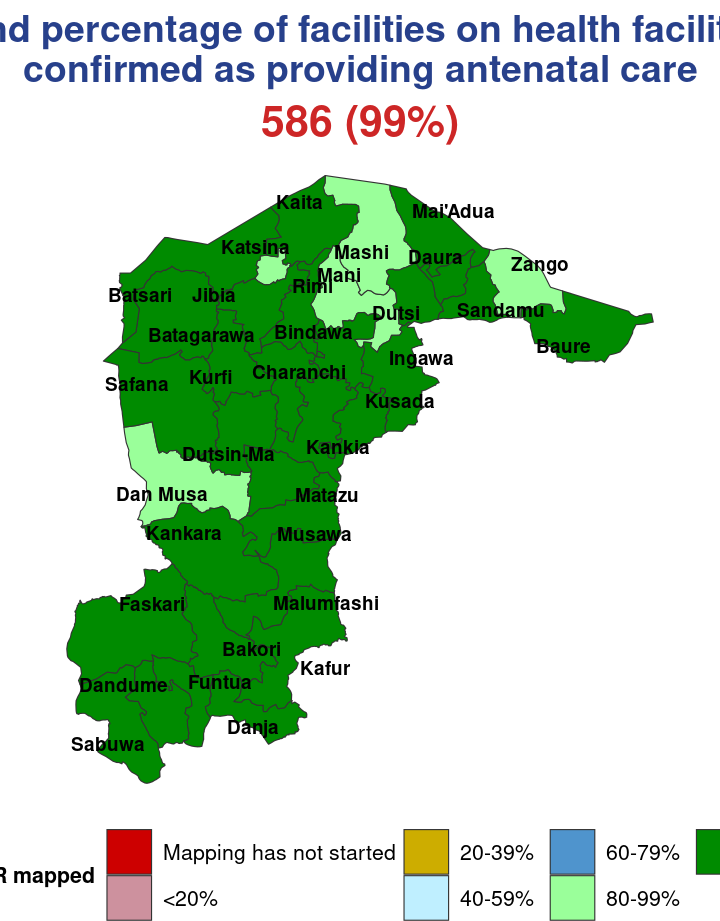 percentage of facilities on health
confirmed as providing antenatal care
586 (99%)
Kaita
Mai'Adua
Katsina
Mashi
Daura
Zango
Mani
Rimi
Batsari
Jibia
Dutsi
Sandamu
Batagarawa
Bindawa
Baure
Ingawa
Safana
Kurfi
Charanchi
Kusada
Dutsin-Ma
Kankia
Dan Musa
Matazu
Kankara
Musawa
Faskari
Malumfashi
Bakori
Kafur
Dandume
Funtua
Danja
Sabuwa
R mapped
Mapping has not started
20-39%
60-79%
<20%
40-59%
80-99%